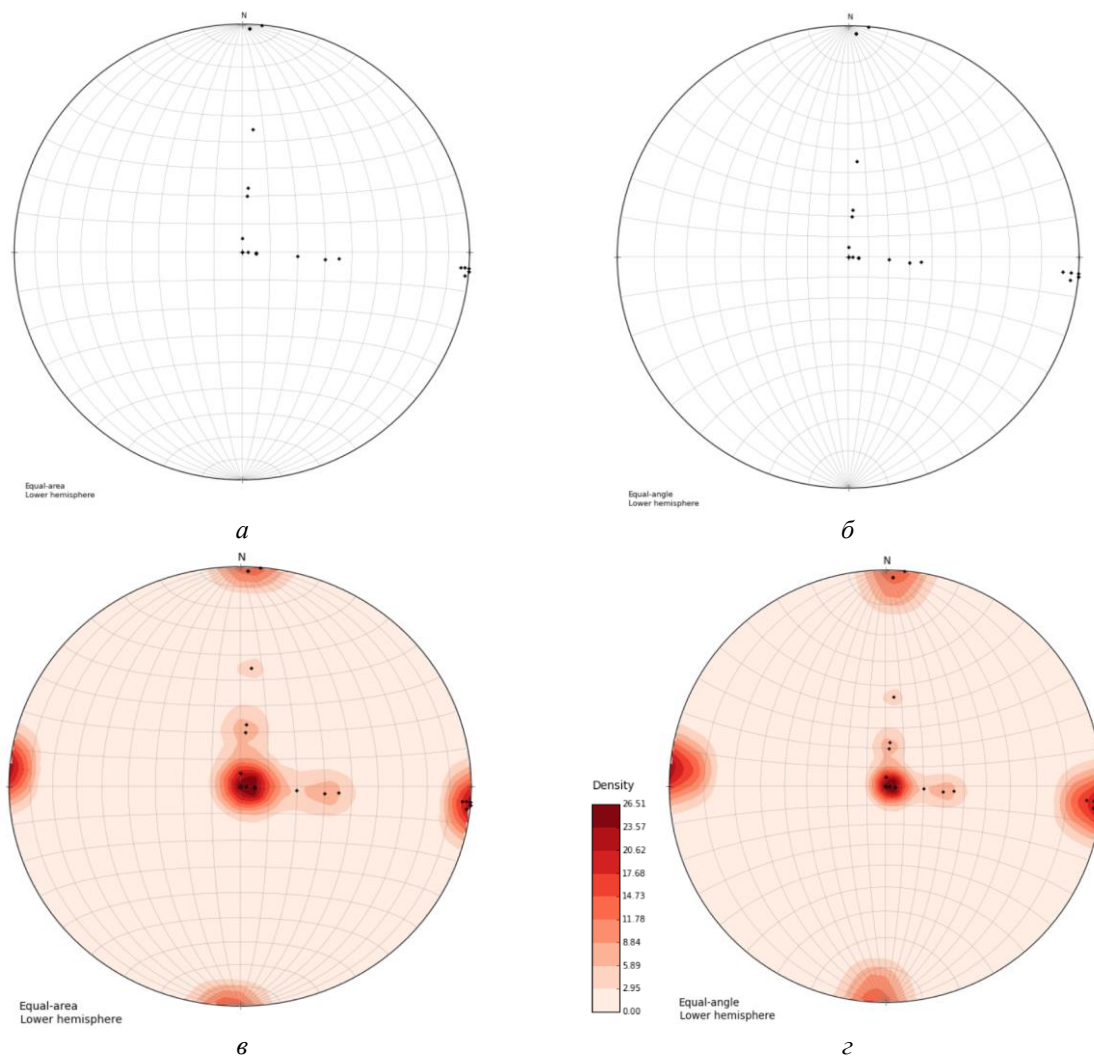 N
N
Equal-area
Lower hemisphere
Equal-angle
Lower hemisphere
а
б
N
N
Density
26.51
23.57
20.62
17.68
14.73
11.78
8.84
5.89
2.95
0.00
Equal-area
Lower hemisphere
Equal-angle
Lower hemisphere
в
г